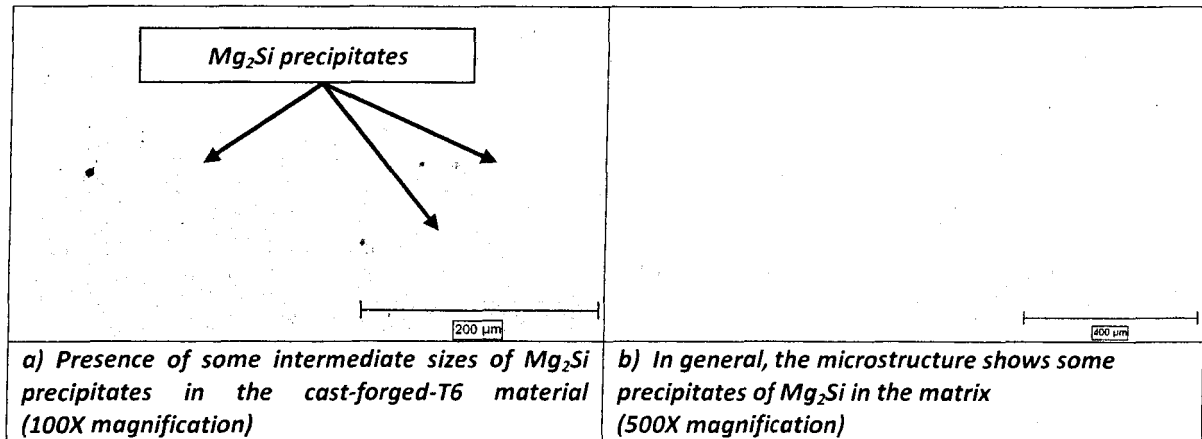 Mg₂Si precipitates
200 µm
400 µm
a) Presence of some intermediate sizes of Mg₂Si
precipitates in the cast-forged-T6 material
(100X magnification)
b) In general, the microstructure shows some
precipitates of Mg₂Si in the matrix
(500X magnification)